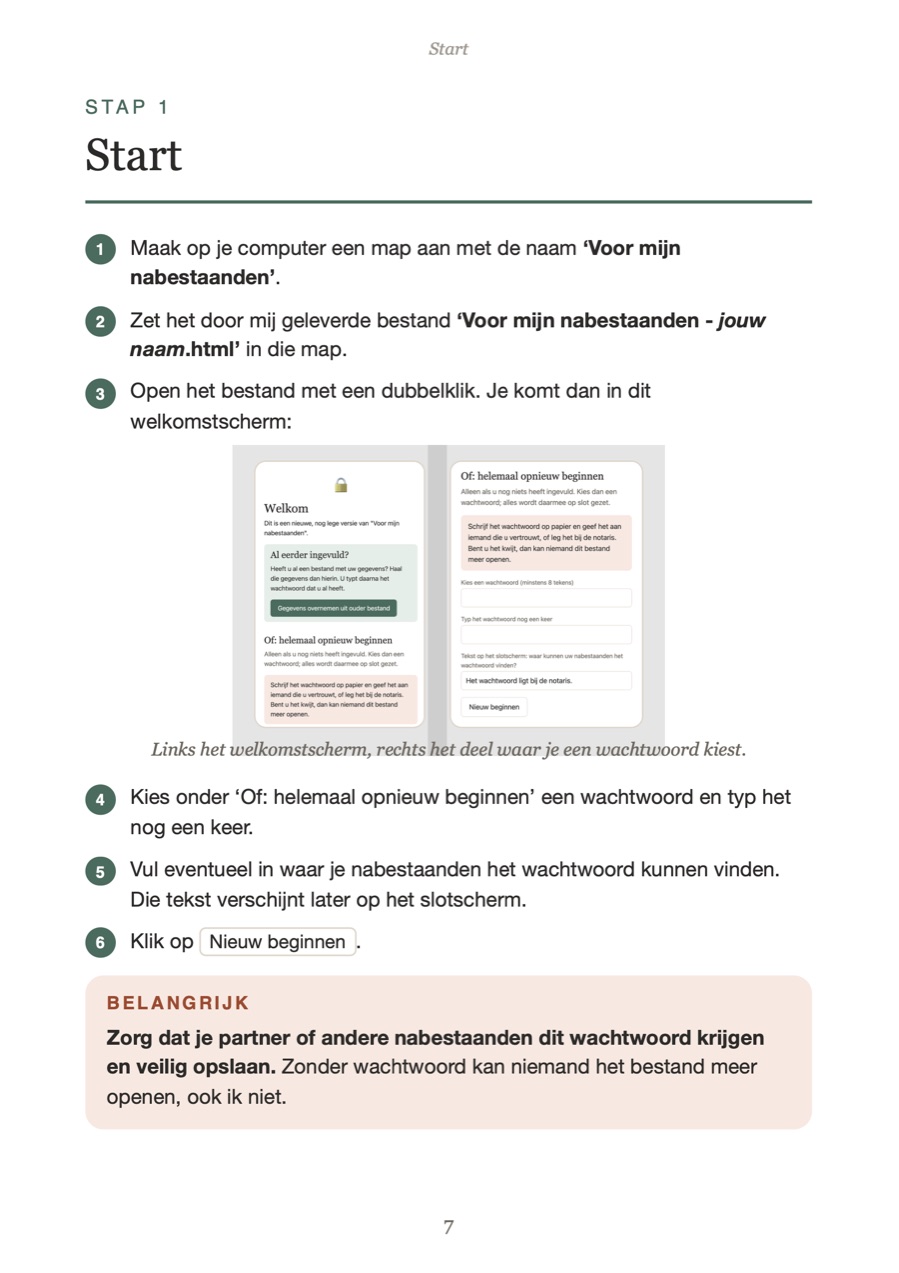 Start
STAP 1
Start
1 Maak op je computer een map aan met de naam ‘Voor mijn
nabestaanden’.
2 Zet het door mij geleverde bestand ‘Voor mijn nabestaanden - jouw
naam.html’ in die map.
3 Open het bestand met een dubbelklik. Je komt dan in dit
welkomstscherm:
Welkom
Dit is een nieuwe, nog lege versie van "Voor mijn
nabestaanden".
Al eerder ingevuld?
Heeft u al een bestand met uw gegevens? Haal
die gegevens dan hierin. U typt daarna het
wachtwoord dat u al heeft.
Gegevens overnemen uit ouder bestand
Of: helemaal opnieuw beginnen
Alleen als u nog niets heeft ingevuld. Kies dan een
wachtwoord; alles wordt daarmee op slot gezet.
Schrijf het wachtwoord op papier en geef het aan
iemand die u vertrouwt, of leg het bij de notaris.
Bent u het kwijt, dan kan niemand dit bestand
meer openen.
Of: helemaal opnieuw beginnen
Alleen als u nog niets heeft ingevuld. Kies dan een
wachtwoord; alles wordt daarmee op slot gezet.
Schrijf het wachtwoord op papier en geef het aan
iemand die u vertrouwt, of leg het bij de notaris.
Bent u het kwijt, dan kan niemand dit bestand
meer openen.
Kies een wachtwoord (minstens 8 tekens)
Typ het wachtwoord nog een keer
Tekst op het slotscherm: waar kunnen uw nabestaanden het
wachtwoord vinden?
Het wachtwoord ligt bij de notaris.
Nieuw beginnen
Links het welkomstscherm, rechts het deel waar je een wachtwoord kiest.
4 Kies onder ‘Of: helemaal opnieuw beginnen’ een wachtwoord en typ het
nog een keer.
5 Vul eventueel in waar je nabestaanden het wachtwoord kunnen vinden.
Die tekst verschijnt later op het slotscherm.
6 Klik op Nieuw beginnen.
BELANGRIJK
Zorg dat je partner of andere nabestaanden dit wachtwoord krijgen
en veilig opslaan. Zonder wachtwoord kan niemand het bestand meer
openen, ook ik niet.
7